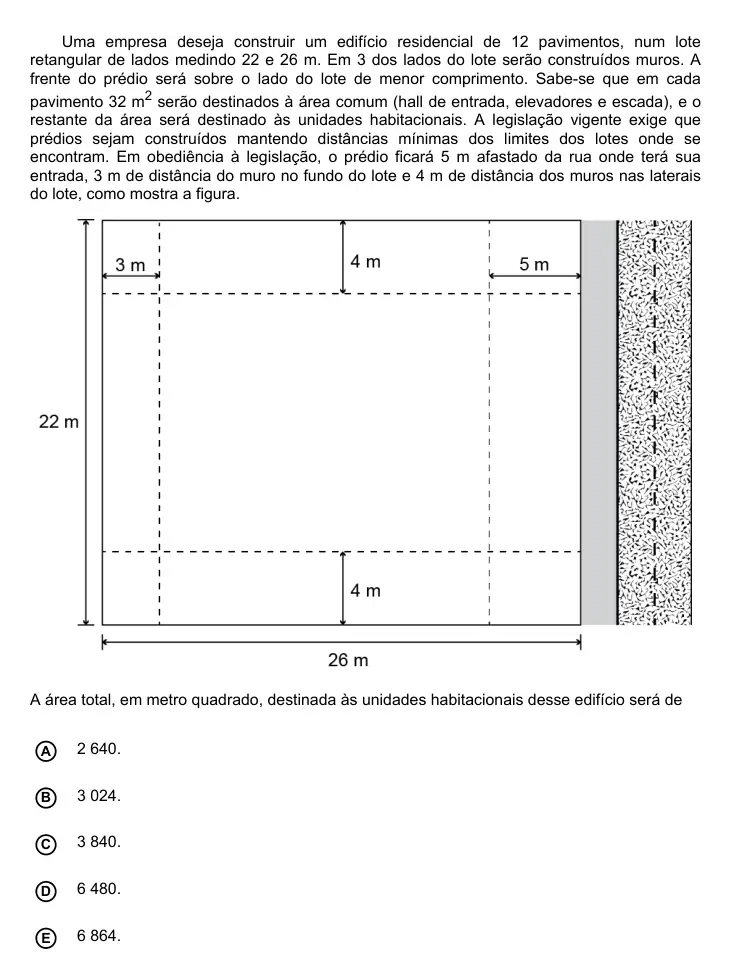 Uma empresa deseja construir um edifício residencial de 12 pavimentos, num lote
retangular de lados medindo 22 e 26 m. Em 3 dos lados do lote serão construídos muros. A
frente do prédio será sobre o lado do lote de menor comprimento. Sabe-se que em cada
pavimento 32 m² serão destinados à área comum (hall de entrada, elevadores e escada), e o
restante da área será destinado às unidades habitacionais. A legislação vigente exige que
prédios sejam construídos mantendo distâncias mínimas dos limites dos lotes onde se
encontram. Em obediência à legislação, o prédio ficará 5 m afastado da rua onde terá sua
entrada, 3 m de distância do muro no fundo do lote e 4 m de distância dos muros nas laterais
do lote, como mostra a figura.
3 m
4 m
5 m
22 m
4 m
26 m
A área total, em metro quadrado, destinada às unidades habitacionais desse edifício será de
A 2 640.
B 3 024.
C 3 840.
D 6 480.
E 6 864.